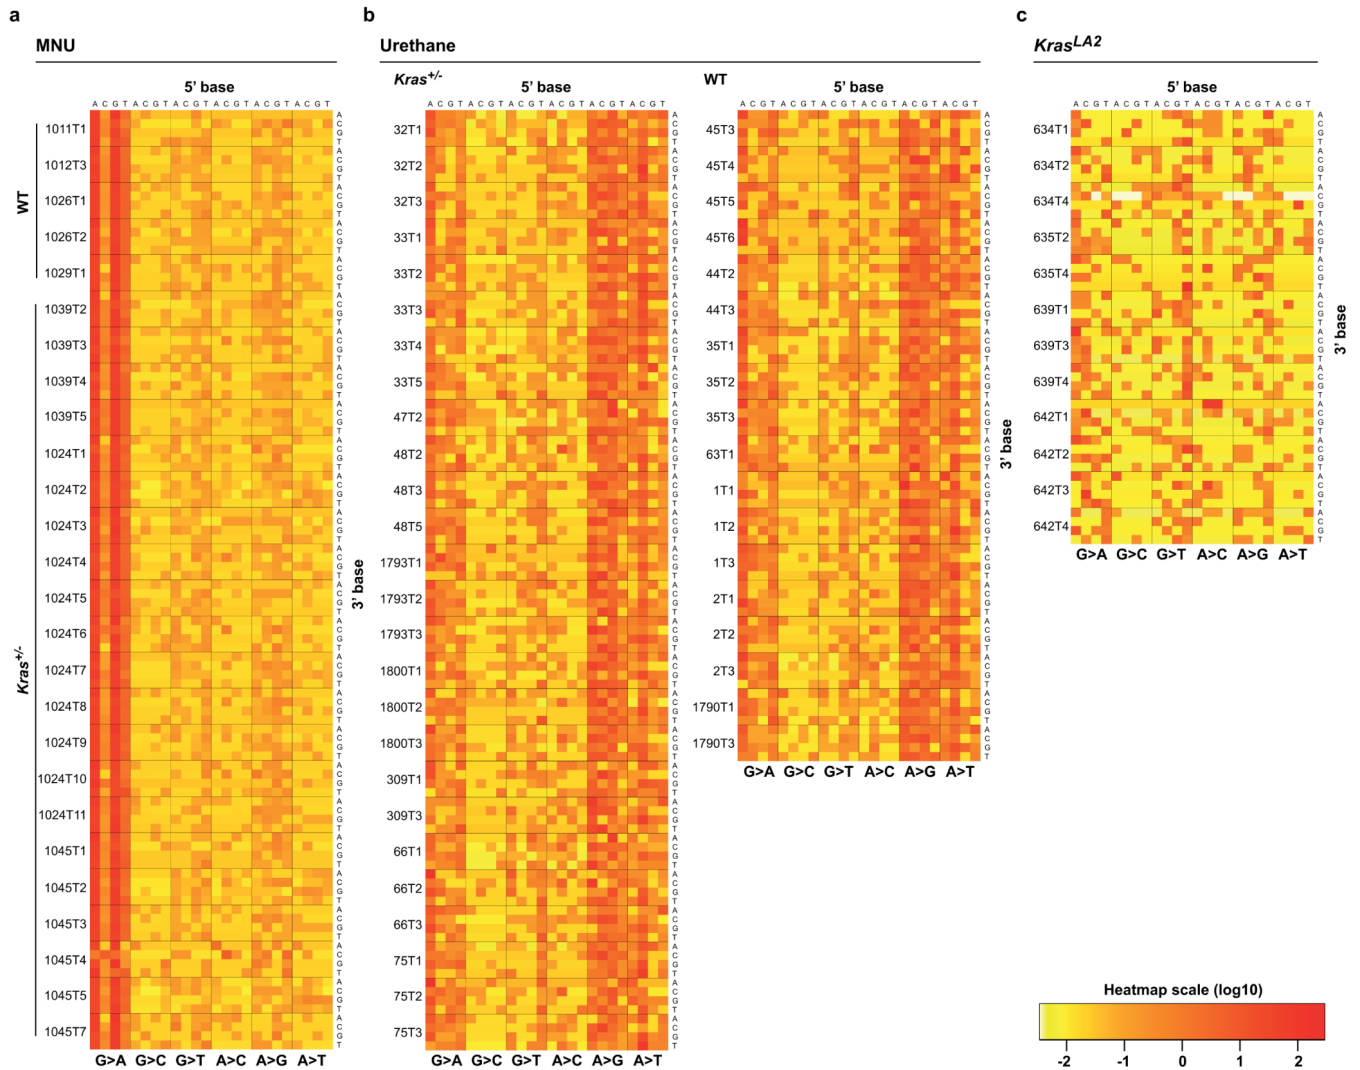 a
MNU
5' base
A C G T A C G T A C G T A C G T A C G T A C G T
WT
1011T1
1012T3
1026T1
1026T2
1029T1
Kras+/-
1039T2
1039T3
1039T4
1039T5
1024T1
1024T2
1024T3
1024T4
1024T5
1024T6
1024T7
1024T8
1024T9
1024T10
1024T11
1045T1
1045T2
1045T3
1045T4
1045T5
1045T7
G>A G>C G>T A>C A>G A>T
3' base
b
Urethane
Kras+/-
5' base
A C G T A C G T A C G T A C G T A C G T A C G T
32T1
32T2
32T3
33T1
33T2
33T3
33T4
33T5
47T2
48T2
48T3
48T5
1793T1
1793T2
1793T3
1800T1
1800T2
1800T3
309T1
309T3
66T1
66T2
66T3
75T1
75T2
75T3
G>A G>C G>T A>C A>G A>T
WT
5' base
A C G T A C G T A C G T A C G T A C G T A C G T
45T3
45T4
45T5
45T6
44T2
44T3
35T1
35T2
35T3
63T1
1T1
1T2
1T3
2T1
2T2
2T3
1790T1
1790T3
G>A G>C G>T A>C A>G A>T
3' base
c
KrasLA2
5' base
A C G T A C G T A C G T A C G T A C G T A C G T
634T1
634T2
634T4
635T2
635T4
639T1
639T3
639T4
642T1
642T2
642T3
642T4
G>A G>C G>T A>C A>G A>T
3' base
Heatmap scale (log10)
-2 -1 0 1 2